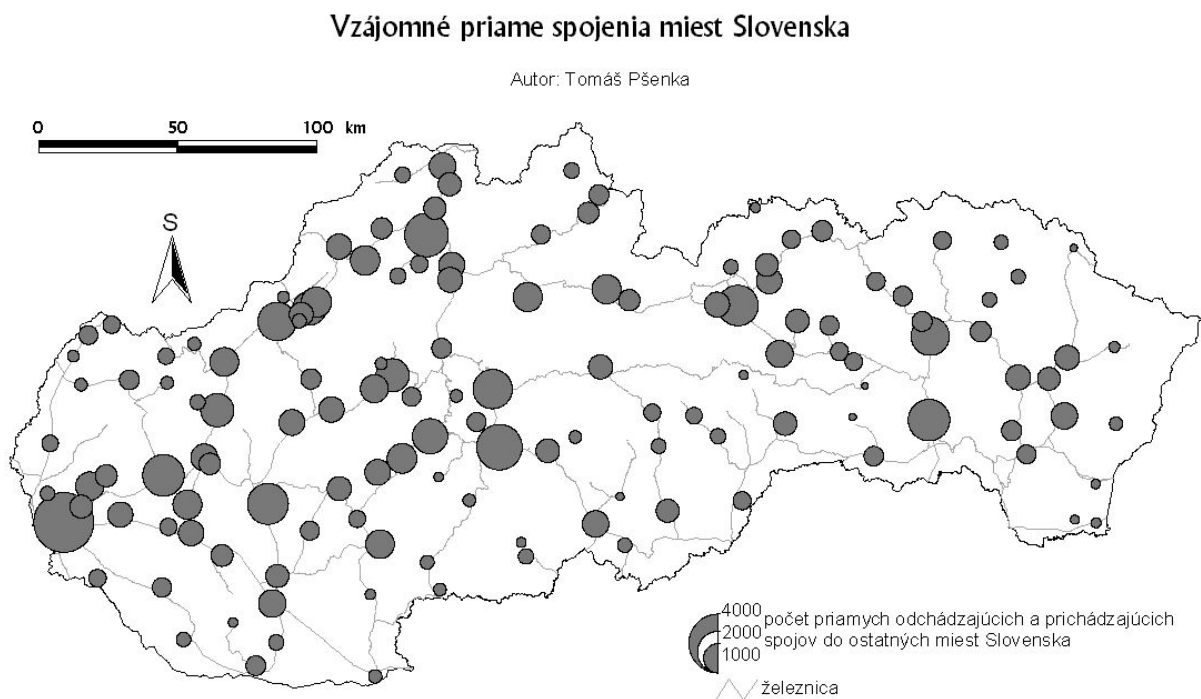 Vzájomné priame spojenia miest Slovenska
Autor: Tomáš Pšenka
0 50 100 km
S
4000
2000
1000
počet priamych odchádzajúcich a prichádzajúcich
spojov do ostatných miest Slovenska
železnica